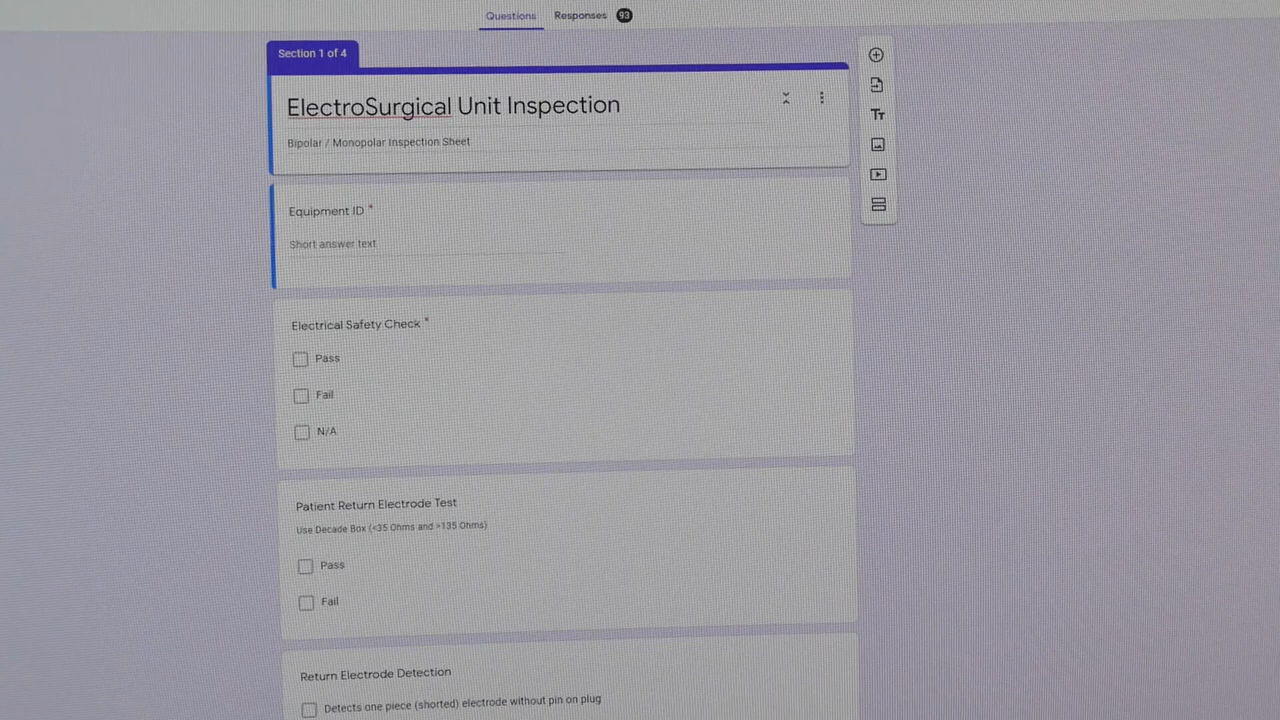 Questions
Responses 93
Section 1 of 4
ElectroSurgical Unit Inspection
Bipolar / Monopolar Inspection Sheet
Equipment ID *
Short answer text
Electrical Safety Check *
Pass
Fail
N/A
Patient Return Electrode Test
Use Decade Box (<35 Ohms and >135 Ohms)
Pass
Fail
Return Electrode Detection
Detects one piece (shorted) electrode without pin on plug
Tт